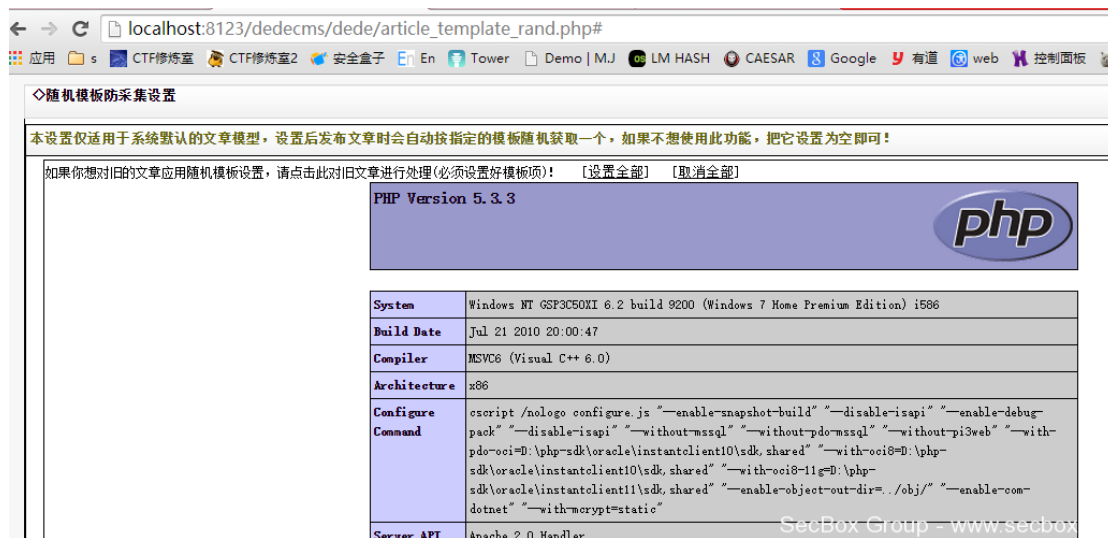 localhost:8123/dedecms/dede/article_template_rand.php#
应用 s CTF修炼室 CTF修炼室2 安全盒子 En En Tower Demo | M.J LM HASH CAESAR 8 Google y 有道 web 控制面板
◇随机模板防采集设置
本设置仅适用于系统默认的文章模型，设置后发布文章时会自动按指定的模板随机获取一个，如果不想使用此功能，把它设置为空即可！
如果你想对旧的文章应用随机模板设置，请点击此对旧文章进行处理(必须设置好模板项)！ [设置全部] [取消全部]
PHP Version 5.3.3
php
System Windows NT GSP3C50XI 6.2 build 9200 (Windows 7 Home Premium Edition) i586
Build Date Jul 21 2010 20:00:47
Compiler MSVC6 (Visual C++ 6.0)
Architecture x86
Configure Command cscript /nologo configure.js "--enable-snapshot-build" "--disable-isapi" "--enable-debug-
pack" "--disable-isapi" "--without-mssql" "--without-pdo-mssql" "--without-pi3web" "--with-
pdo-oci=D:\php-sdk\oracle\instantclient10\sdk,shared" "--with-oci8=D:\php-
sdk\oracle\instantclient10\sdk,shared" "--with-oci8-11g=D:\php-
sdk\oracle\instantclient11\sdk,shared" "--enable-object-out-dir=../obj/" "--enable-com-
dotnet" "--with-mcrypt=static"
Server API Apache 2.0 Handler
SecBox Group - www.secbox